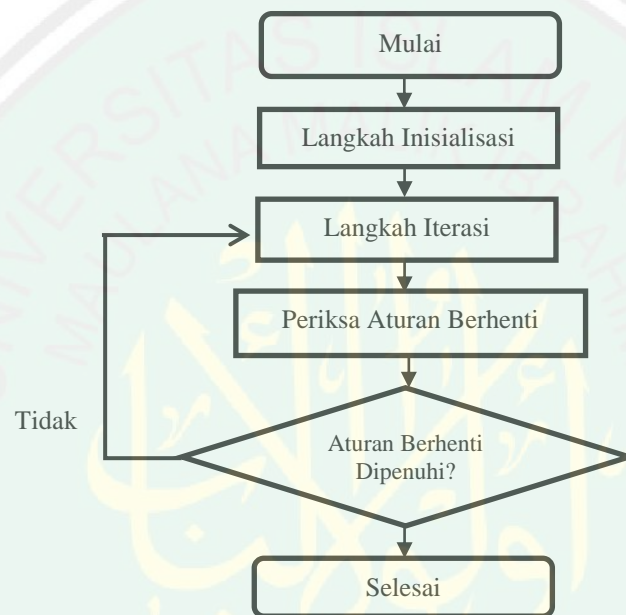 Mulai
Langkah Inisialisasi
Langkah Iterasi
Periksa Aturan Berhenti
Tidak
Aturan Berhenti
Dipenuhi?
Selesai